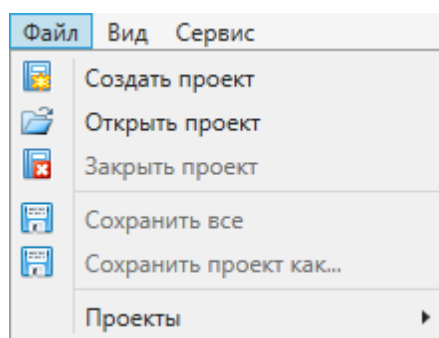 Файл Вид Сервис
Создать проект
Открыть проект
Закрыть проект
Сохранить все
Сохранить проект как...
Проекты